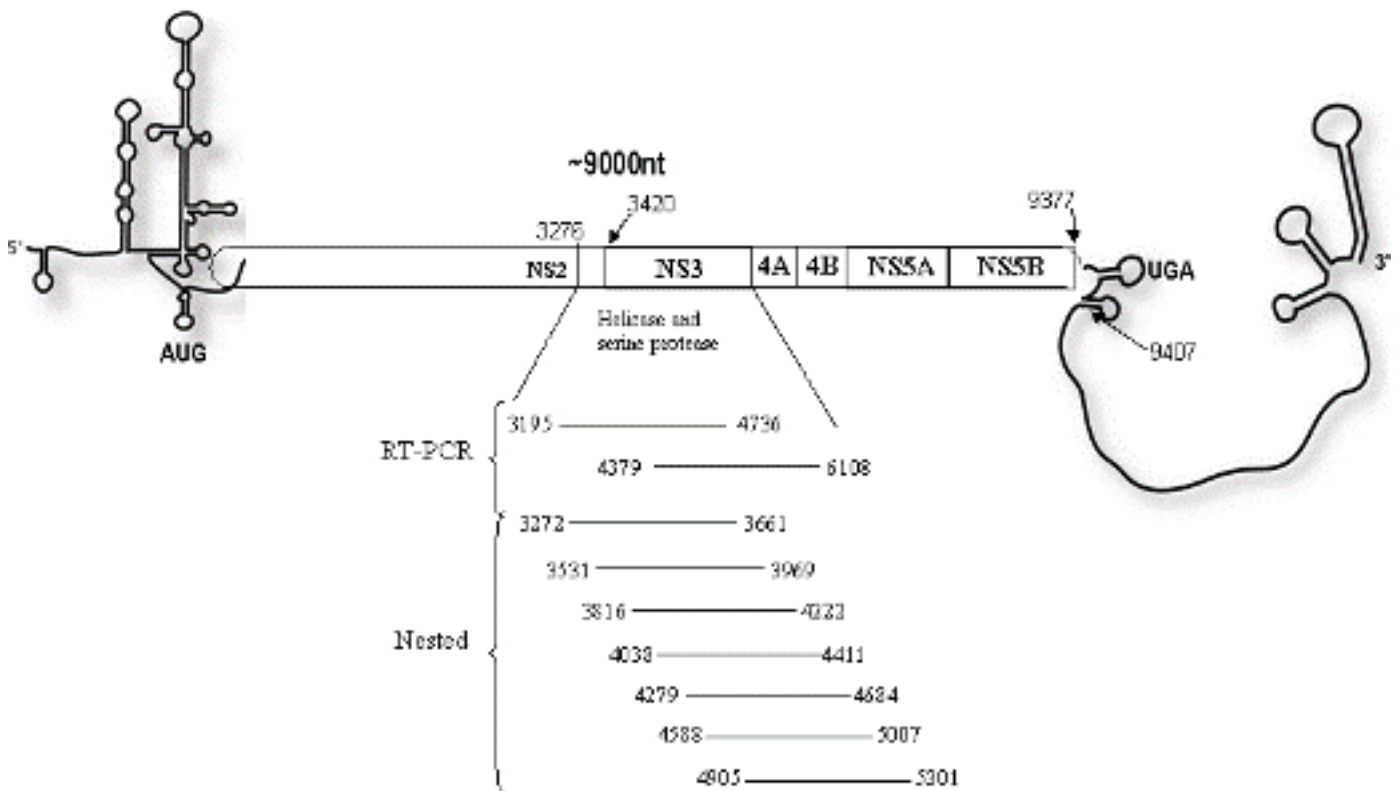 ~9000nt
3420
9377
3278
5'
NS2
NS3
4A
4B
NS5A
NS5B
UGA
3'
Helicase and
serine protease
AUG
9407
3195
4736
RT-PCR
4379
6108
3272
3661
3531
3969
3816
4222
Nested
4038
4411
4279
4684
4588
5007
4905
5301